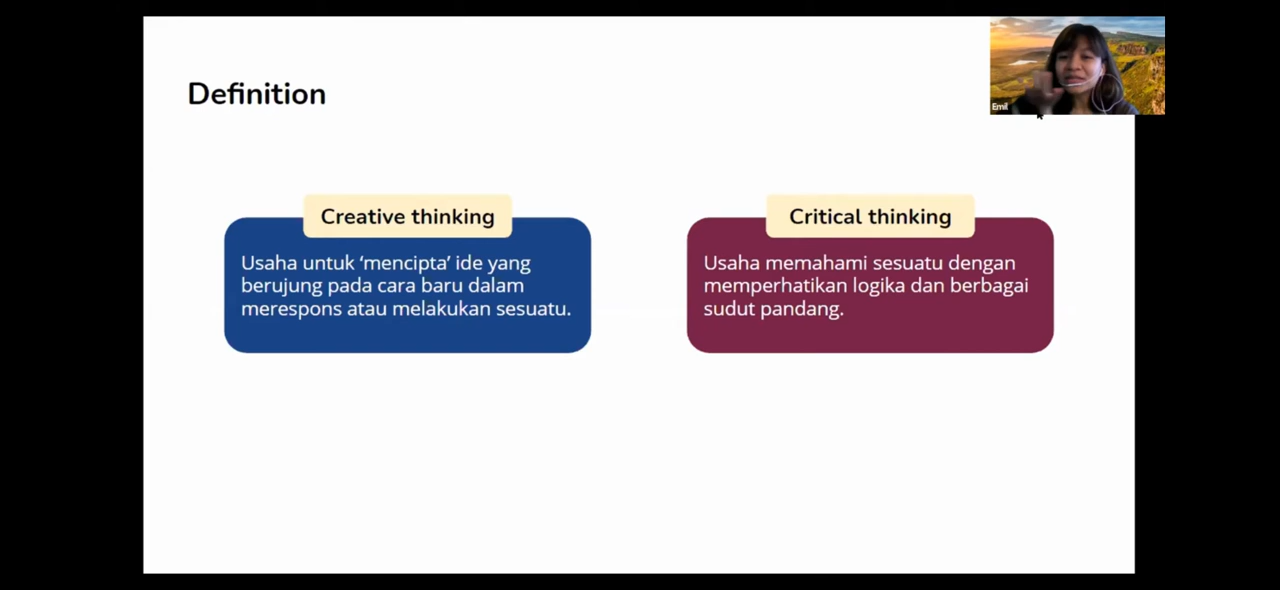 Definition
Emil
Creative thinking
Usaha untuk ‘mencipta’ ide yang
berujung pada cara baru dalam
merespons atau melakukan sesuatu.
Critical thinking
Usaha memahami sesuatu dengan
memperhatikan logika dan berbagai
sudut pandang.